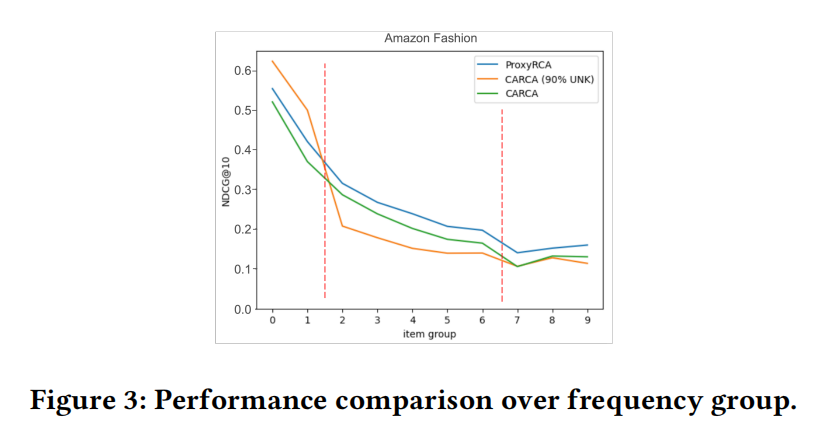 Amazon Fashion
ProxyRCA
CARCA (90% UNK)
CARCA
NDCG@10
0.6
0.5
0.4
0.3
0.2
0.1
0.0
0 1 2 3 4 5 6 7 8 9
item group
Figure 3: Performance comparison over frequency group.